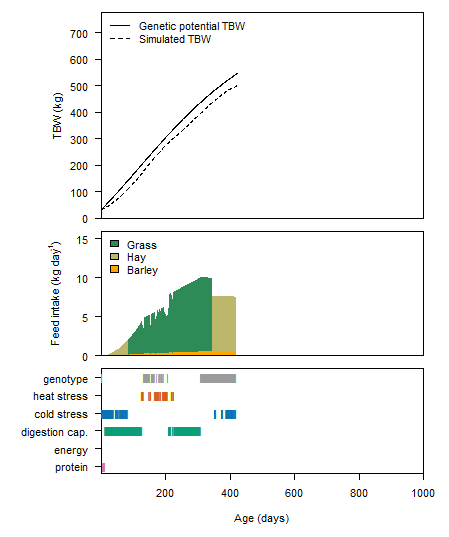 700
600
500
400
300
200
100
0
TBW (kg)
Genetic potential TBW
Simulated TBW
15
10
5
0
Feed intake (kg day⁻¹)
Grass
Hay
Barley
genotype
heat stress
cold stress
digestion cap.
energy
protein
200 400 600 800 1000
Age (days)